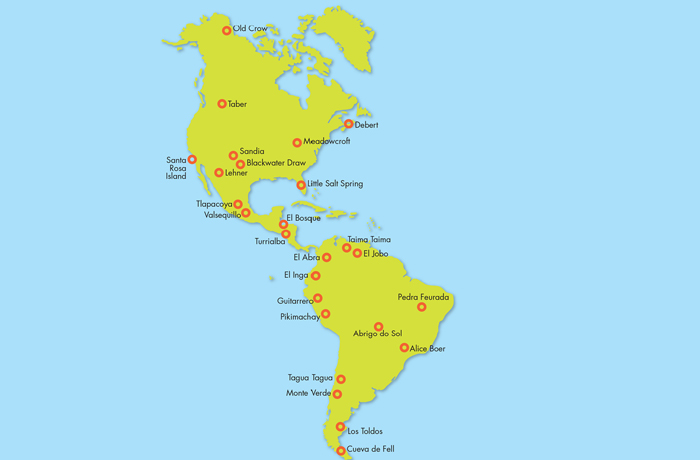 Old Crow
Taber
Debert
Meadowcroft
Sandia
Blackwater Draw
Santa
Rosa
Island
Lehner
Little Salt Spring
Tlapacoya
Valsequillo
El Bosque
Turrialba
Taima Taima
El Jobo
El Abra
El Inga
Guitarrero
Pikimachay
Pedra Feurada
Abrigo do Sol
Alice Boer
Tagua Tagua
Monte Verde
Los Toldos
Cueva de Fell